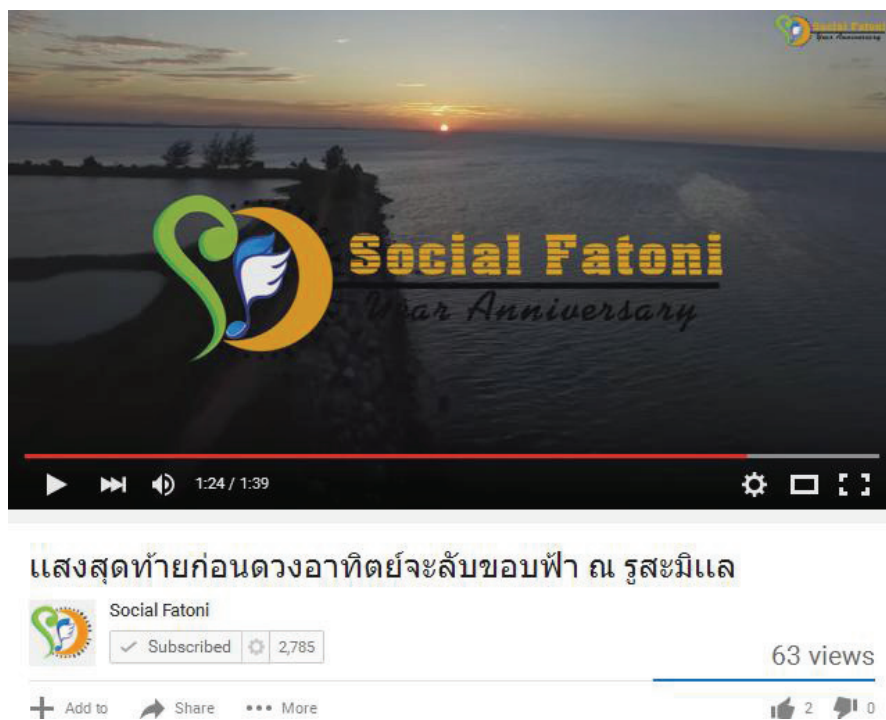 Social Fatoni
Year Anniversary
Social Fatoni
Year Anniversary
1:24 / 1:39
แสงสุดท้ายก่อนดวงอาทิตย์จะลับขอบฟ้า ณ รูสะมิแล
Social Fatoni
Subscribed 2,785
63 views
Add to Share More 2 0